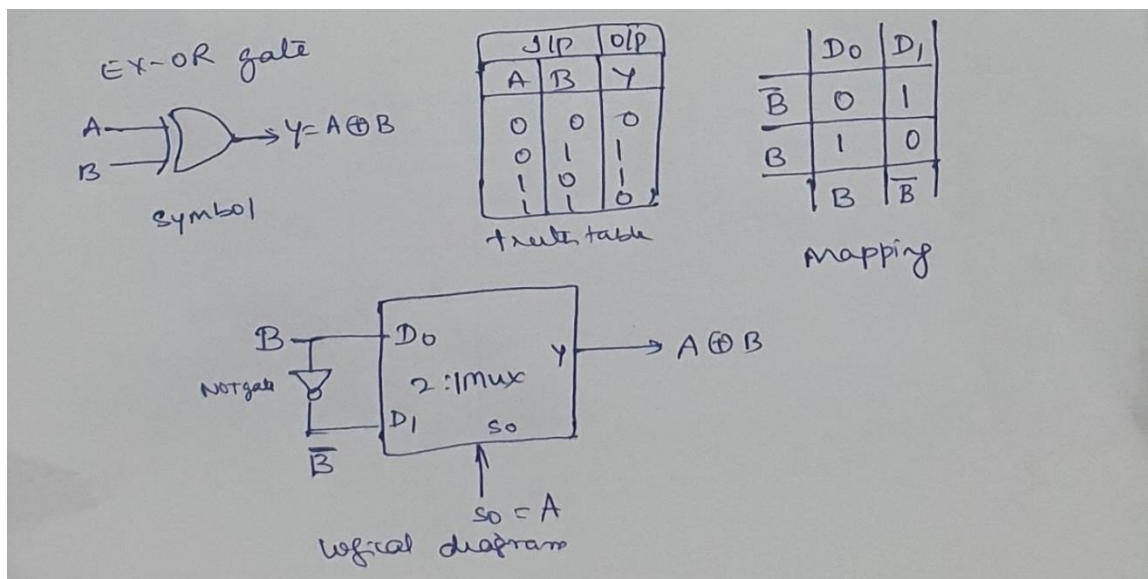 EX-OR gate
A
B
Y = A ⊕ B
Symbol
I/P O/P
A B Y
0 0 0
0 1 1
1 0 1
1 1 0
truth table
D0 D1
B̅ 0 1
B 1 0
B B̅
Mapping
B
NOT gate
B̅
D0
2:1 mux
Y
D1
S0
A ⊕ B
S0 = A
Logical diagram